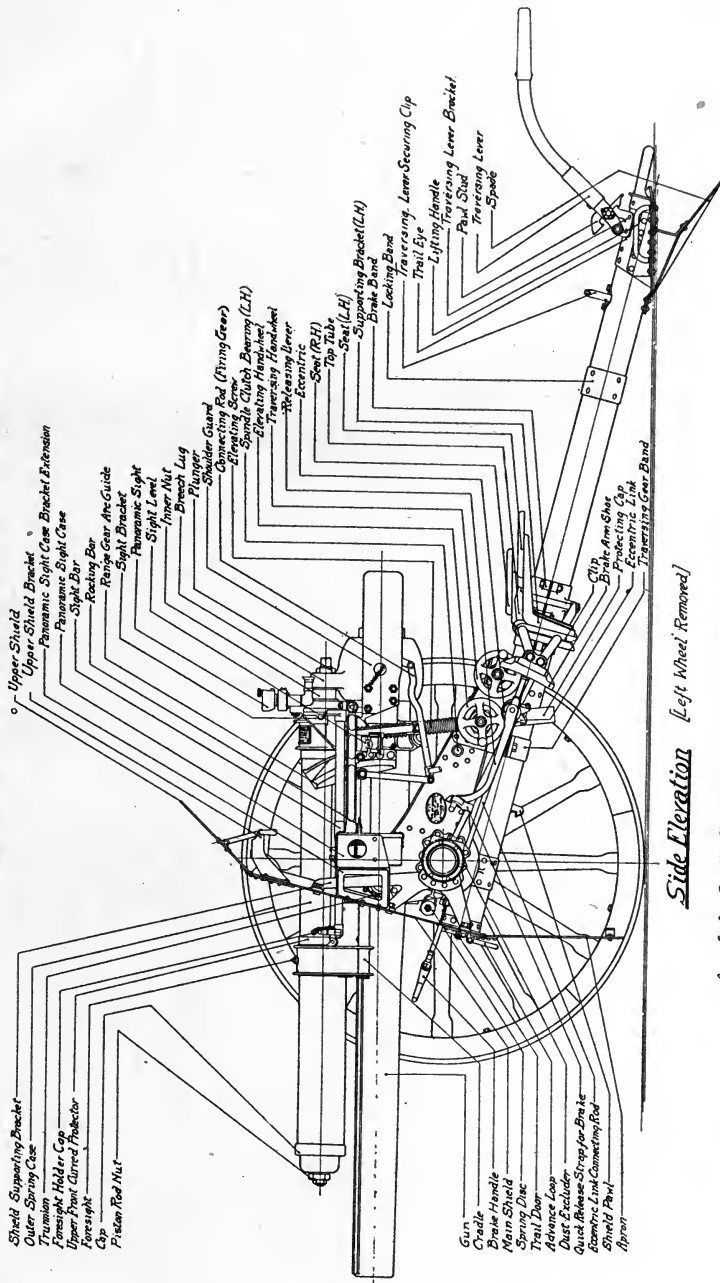 Upper Shield
Upper Shield Bracket
Panoramic Sight Case Bracket Extension
Panoramic Sight Case
Sight Bar
Rocking Bar
Range Gear Arc Guide
Sight Bracket
Panoramic Sight
Sight Level
Inner Nut
Breech Lug
Plunger
Shoulder Guard
Connecting Rod (Firing Gear)
Elevating Screw
Spindle Clutch Bearing (L.H)
Elevating Handwheel
Traversing Handwheel
Releasing Lever
Eccentric
Seat (R.H)
Top Tube
Seat (L.H)
Supporting Bracket (L.H)
Brake Band
Locking Band
Traversing Lever Securing Clip
Trail Eye
Lifting Handle
Traversing Lever Bracket
Pawl Stud
Traversing Lever
Spade
Shield Supporting Bracket
Outer Spring Case
Trunnion
Foresight Holder Cap
Upper Front Curved Protector
Foresight
Cap
Piston Rod Nut
Gun
Cradle
Brake Handle
Main Shield
Spring Disc
Trail Door
Advance Loop
Dust Excluder
Quick Release Strap for Brake
Eccentric Link Connecting Rod
Shield Pawl
Apron
Clip
Brake Arm Shoe
Protecting Cap
Eccentric Link
Traversing Gear Band
Side Elevation [Left Wheel Removed]